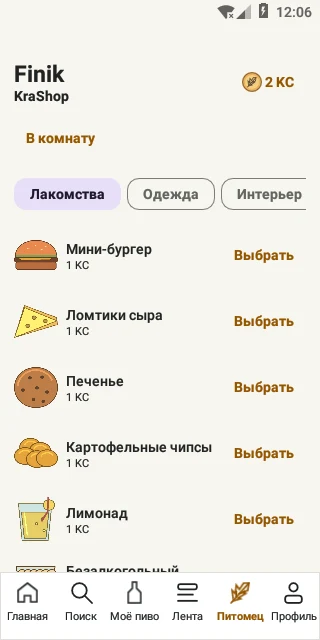 12:06
Finik
2 КС
KraShop
В комнату
Лакомства
Одежда
Интерьер
Мини-бургер
1 КС
Выбрать
Ломтики сыра
1 КС
Выбрать
Печенье
1 КС
Выбрать
Картофельные чипсы
1 КС
Выбрать
Лимонад
1 КС
Выбрать
Безалкогольный
Главная
Поиск
Моё пиво
Лента
Питомец
Профиль